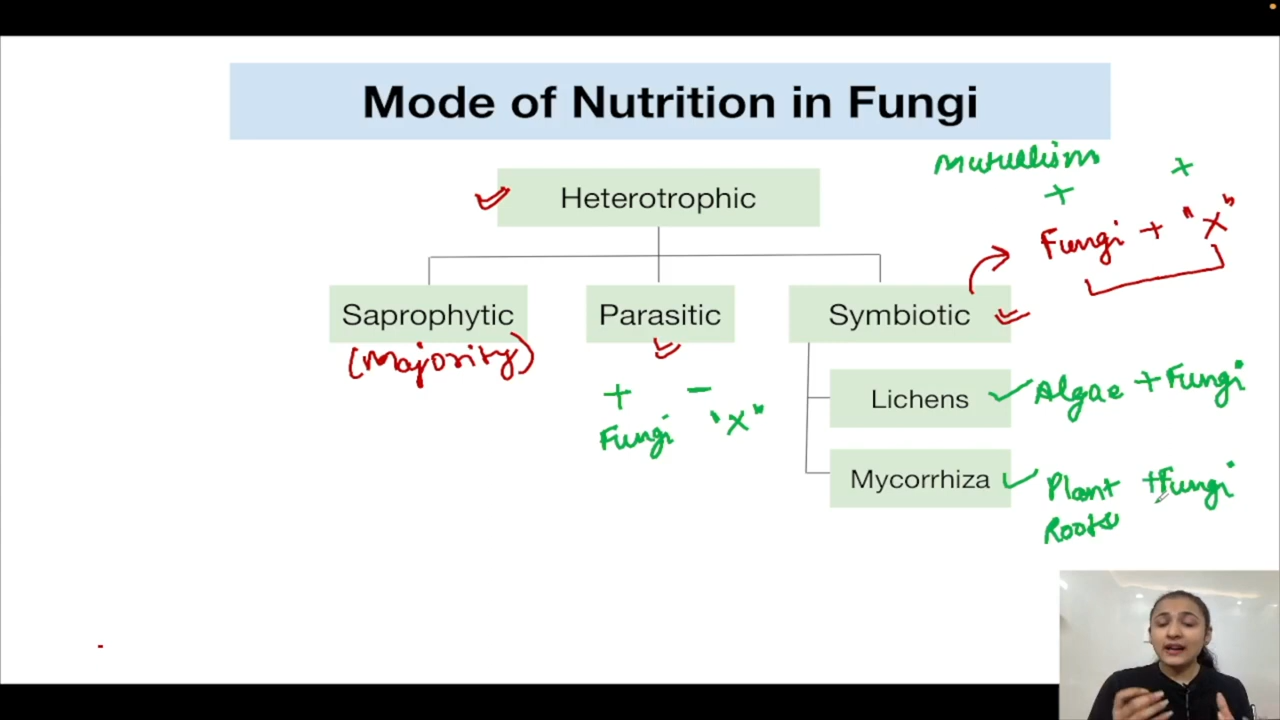 Mode of Nutrition in Fungi
Mutuallism
+ +
Heterotrophic
Fungi + "X"
Saprophytic
Parasitic
Symbiotic
(Majority)
+ -
Fungi "X"
Lichens
Algae + Fungi
Mycorrhiza
Plant + Fungi
Roots